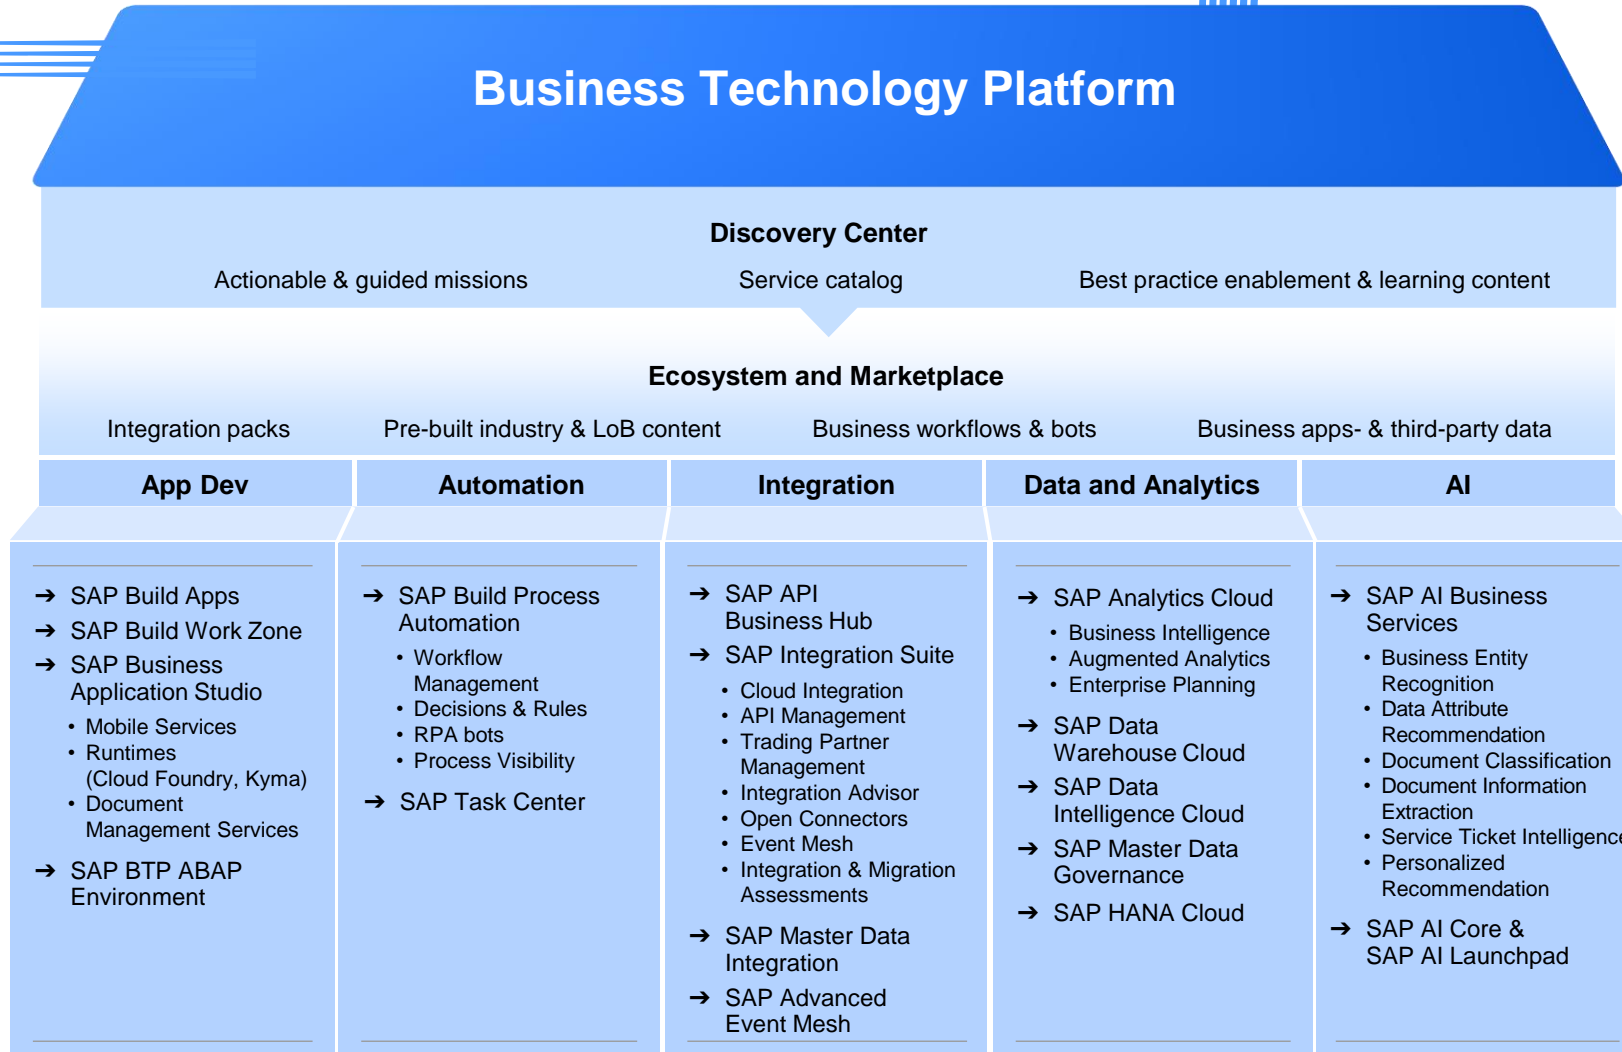 Business Technology Platform
Discovery Center
Actionable & guided missions
Service catalog
Best practice enablement & learning content
Ecosystem and Marketplace
Integration packs
Pre-built industry & LoB content
Business workflows & bots
Business apps- & third-party data
App Dev
Automation
Integration
Data and Analytics
AI
➔ SAP Build Apps
➔ SAP Build Work Zone
➔ SAP Business
Application Studio
• Mobile Services
• Runtimes
(Cloud Foundry, Kyma)
• Document
Management Services
➔ SAP BTP ABAP
Environment
➔ SAP Build Process
Automation
• Workflow
Management
• Decisions & Rules
• RPA bots
• Process Visibility
➔ SAP Task Center
➔ SAP API
Business Hub
➔ SAP Integration Suite
• Cloud Integration
• API Management
• Trading Partner
Management
• Integration Advisor
• Open Connectors
• Event Mesh
• Integration & Migration
Assessments
➔ SAP Master Data
Integration
➔ SAP Advanced
Event Mesh
➔ SAP Analytics Cloud
• Business Intelligence
• Augmented Analytics
• Enterprise Planning
➔ SAP Data
Warehouse Cloud
➔ SAP Data
Intelligence Cloud
➔ SAP Master Data
Governance
➔ SAP HANA Cloud
➔ SAP AI Business
Services
• Business Entity
Recognition
• Data Attribute
Recommendation
• Document Classification
• Document Information
Extraction
• Service Ticket Intelligence
• Personalized
Recommendation
➔ SAP AI Core &
SAP AI Launchpad